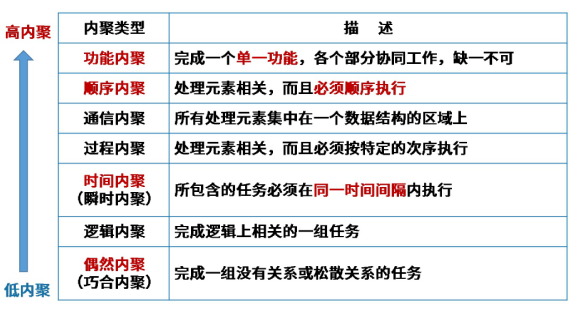 高内聚
内聚类型 描 述
功能内聚 完成一个单一功能，各个部分协同工作，缺一不可
顺序内聚 处理元素相关，而且必须顺序执行
通信内聚 所有处理元素集中在一个数据结构的区域上
过程内聚 处理元素相关，而且必须按特定的次序执行
时间内聚
（瞬时内聚） 所包含的任务必须在同一时间间隔内执行
逻辑内聚 完成逻辑上相关的一组任务
偶然内聚
（巧合内聚） 完成一组没有关系或松散关系的任务
低内聚